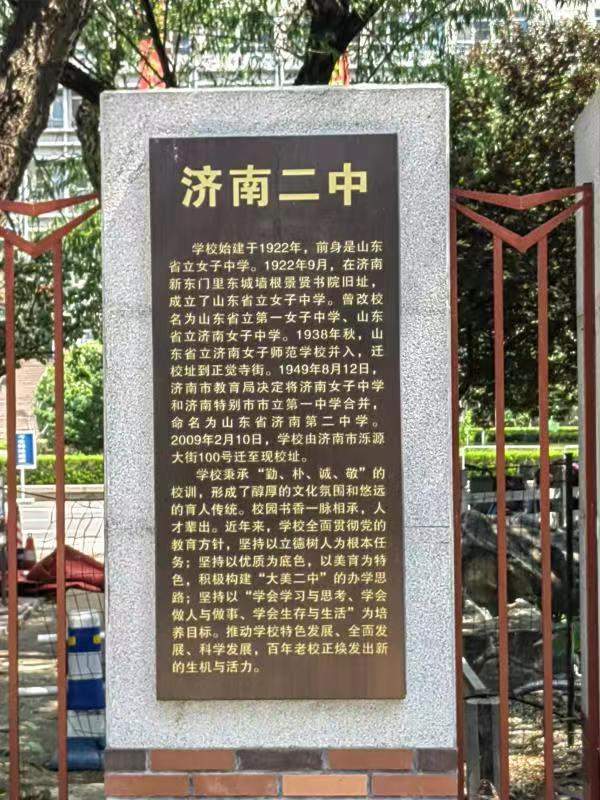 济南二中
学校始建于1922年，前身是山东
省立女子中学。1922年9月，在济南
新东门里东城墙根景贤书院旧址，
成立了山东省立女子中学。曾改校
名为山东省立第一女子中学、山东
省立济南女子中学。1938年秋，山
东省立济南女子师范学校并入，迁
校址到正觉寺街。1949年8月12日，
济南市教育局决定将济南女子中学
和济南特别市市立第一中学合并，
命名为山东省济南第二中学。
2009年2月10日，学校由济南市泺源
大街100号迁至现校址。
学校秉承“勤、朴、诚、敬”的
校训，形成了醇厚的文化氛围和悠远
的育人传统。校园书香一脉相承，人
才辈出。近年来，学校全面贯彻党的
教育方针，坚持以立德树人为根本任
务；坚持以优质为底色，以美育为特
色，积极构建“大美二中”的办学思
路；坚持以“学会学习与思考、学会
做人与做事、学会生存与生活”为培
养目标。推动学校特色发展、全面发
展、科学发展，百年老校正焕发出新
的生机与活力。